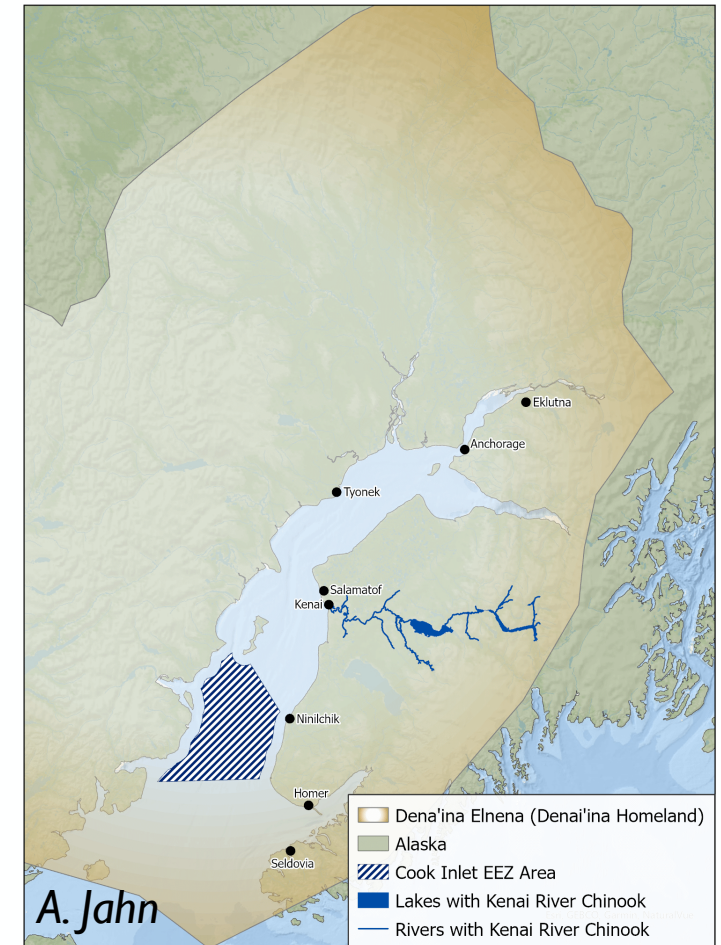 Eklutna
Anchorage
Tyonek
Salamatof
Kenai
Ninilchik
Homer
Seldovia
Dena'ina Elnena (Denai'ina Homeland)
Alaska
Cook Inlet EEZ Area
Lakes with Kenai River Chinook
Rivers with Kenai River Chinook
A. Jahn